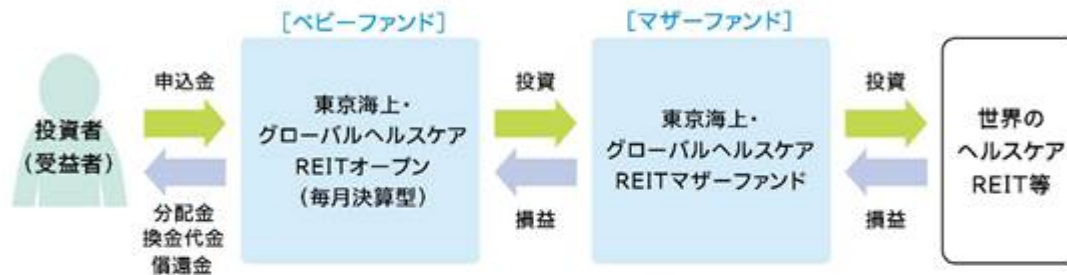 [ベビーファンド]
[マザーファンド]
申込金
投資者
(受益者)
分配金
換金代金
償還金
東京海上・
グローバルヘルスケア
REITオープン
(毎月決算型)
投資
損益
東京海上・
グローバルヘルスケア
REITマザーファンド
投資
損益
世界の
ヘルスケア
REIT等